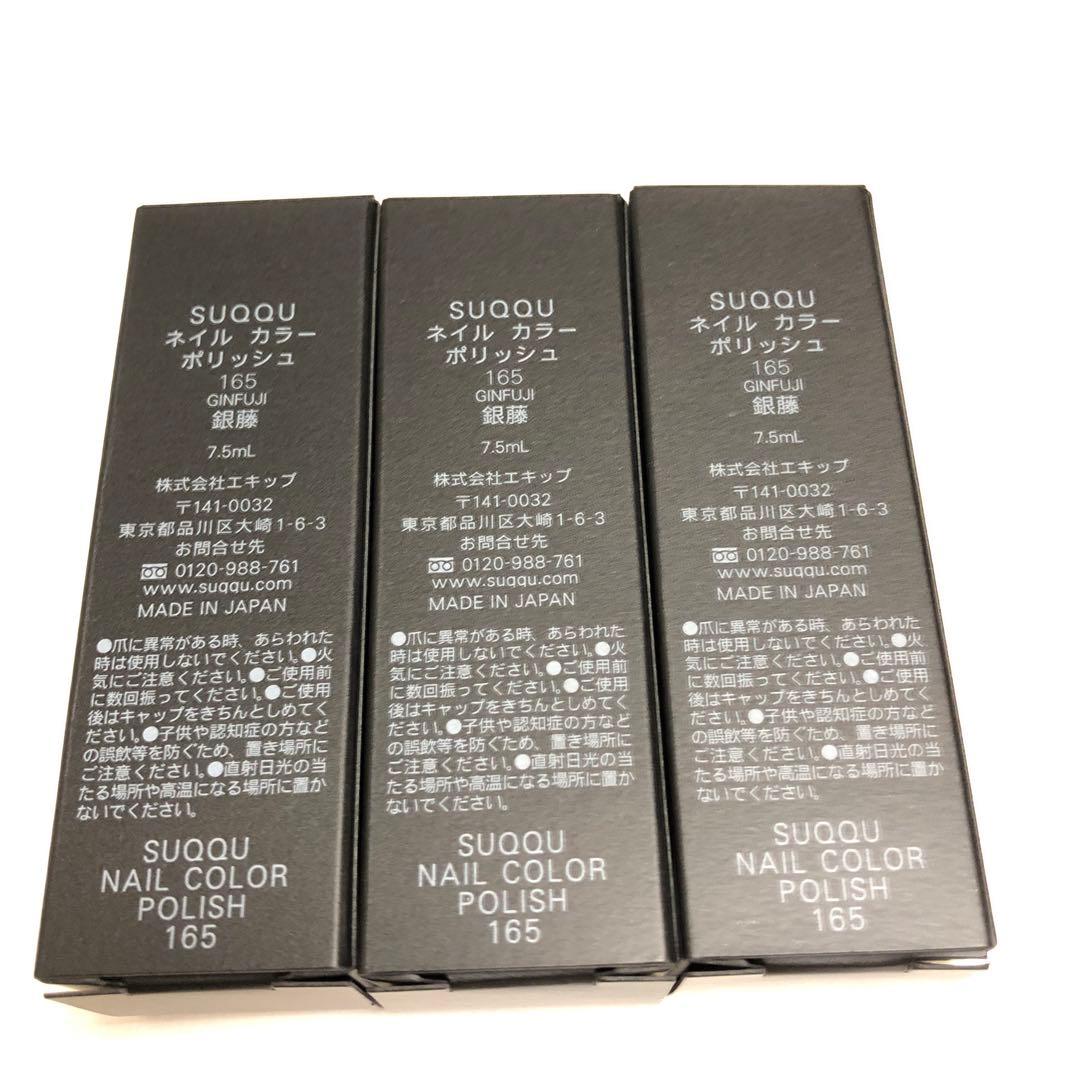 SUQQU
ネイル カラー
ポリッシュ
165
GINFUJI
銀藤
7.5mL
株式会社エキップ
〒141-0032
東京都品川区大崎1-6-3
お問合せ先
0120-988-761
www.suqqu.com
MADE IN JAPAN
●爪に異常がある時、あらわれた
時は使用しないでください。●火
気にご注意ください。●ご使用前
に数回振ってください。●ご使用
後はキャップをきちんとしめてく
ださい。●子供や認知症の方など
の誤飲等を防ぐため、置き場所に
ご注意ください。●直射日光の当
たる場所や高温になる場所に置か
ないでください。
SUQQU
NAIL COLOR
POLISH
165
SUQQU
ネイル カラー
ポリッシュ
165
GINFUJI
銀藤
7.5mL
株式会社エキップ
〒141-0032
東京都品川区大崎1-6-3
お問合せ先
0120-988-761
www.suqqu.com
MADE IN JAPAN
●爪に異常がある時、あらわれた
時は使用しないでください。●火
気にご注意ください。●ご使用前
に数回振ってください。●ご使用
後はキャップをきちんとしめてく
ださい。●子供や認知症の方など
の誤飲等を防ぐため、置き場所に
ご注意ください。●直射日光の当
たる場所や高温になる場所に置か
ないでください。
SUQQU
NAIL COLOR
POLISH
165
SUQQU
ネイル カラー
ポリッシュ
165
GINFUJI
銀藤
7.5mL
株式会社エキップ
〒141-0032
東京都品川区大崎1-6-3
お問合せ先
0120-988-761
www.suqqu.com
MADE IN JAPAN
●爪に異常がある時、あらわれた
時は使用しないでください。●火
気にご注意ください。●ご使用前
に数回振ってください。●ご使用
後はキャップをきちんとしめてく
ださい。●子供や認知症の方など
の誤飲等を防ぐため、置き場所に
ご注意ください。●直射日光の当
たる場所や高温になる場所に置か
ないでください。
SUQQU
NAIL COLOR
POLISH
165